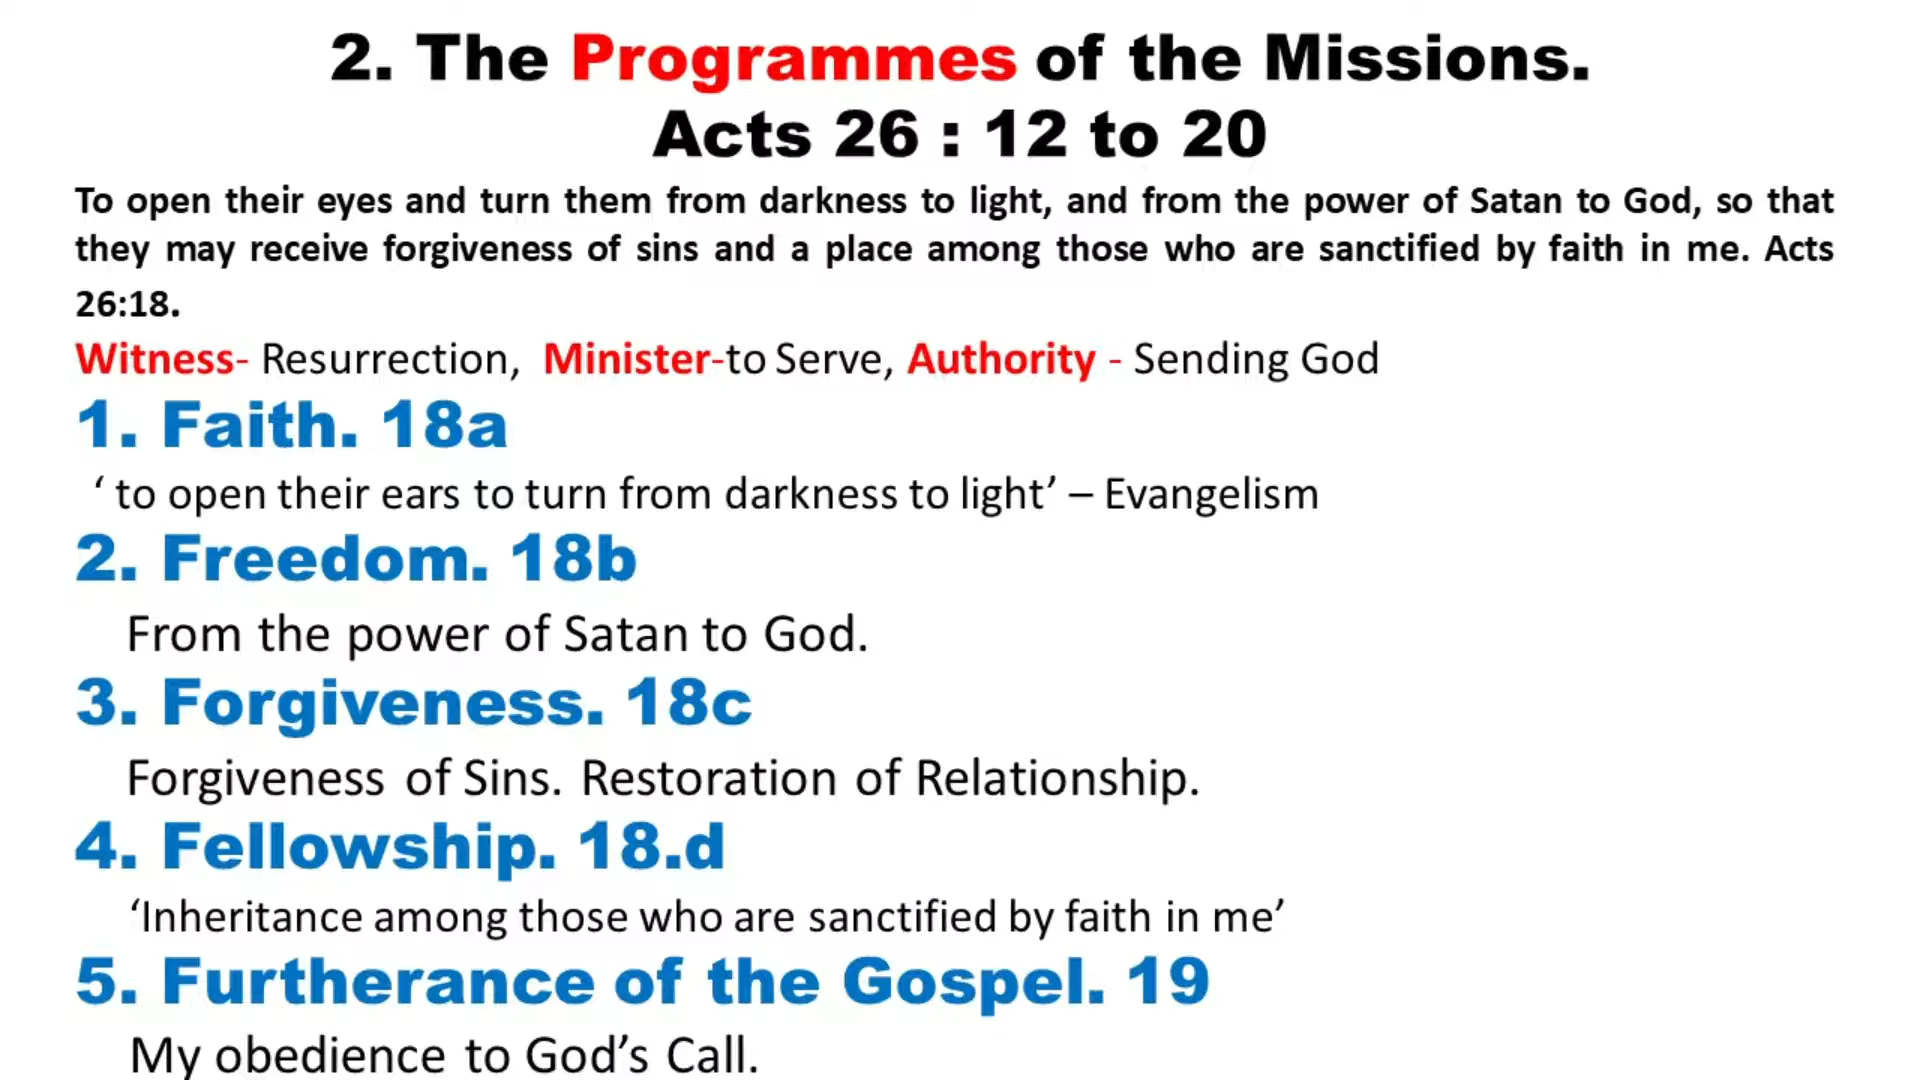 2. The Programmes of the Missions.
Acts 26 : 12 to 20
To open their eyes and turn them from darkness to light, and from the power of Satan to God, so that
they may receive forgiveness of sins and a place among those who are sanctified by faith in me. Acts
26:18.
Witness- Resurrection, Minister-to Serve, Authority - Sending God
1. Faith. 18a
‘ to open their ears to turn from darkness to light’ – Evangelism
2. Freedom. 18b
From the power of Satan to God.
3. Forgiveness. 18c
Forgiveness of Sins. Restoration of Relationship.
4. Fellowship. 18.d
‘Inheritance among those who are sanctified by faith in me’
5. Furtherance of the Gospel. 19
My obedience to God’s Call.